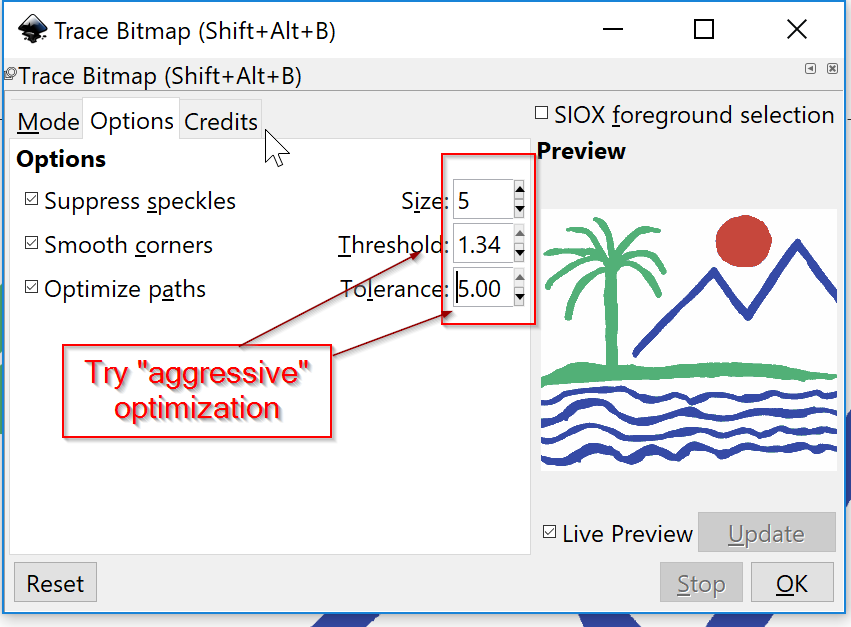 Trace Bitmap (Shift+Alt+B)
Trace Bitmap (Shift+Alt+B)
Mode Options Credits
SIOX foreground selection
Options
Preview
Suppress speckles Size: 5
Smooth corners Threshold: 1.34
Optimize paths Tolerance: 5.00
Try "aggressive"
optimization
Live Preview Update
Reset Stop OK